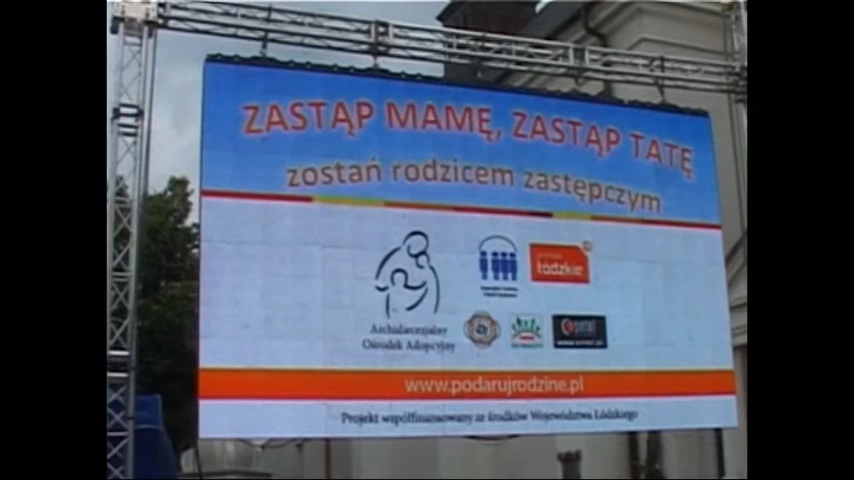 ZASTĄP MAMĘ, ZASTĄP TATĘ
zostań rodzicem zastępczym
łódzkie
Archidiecezjalny
Ośrodek Adopcyjny
www.podarujrodzine.pl
Projekt współfinansowany ze środków Województwa Łódzkiego